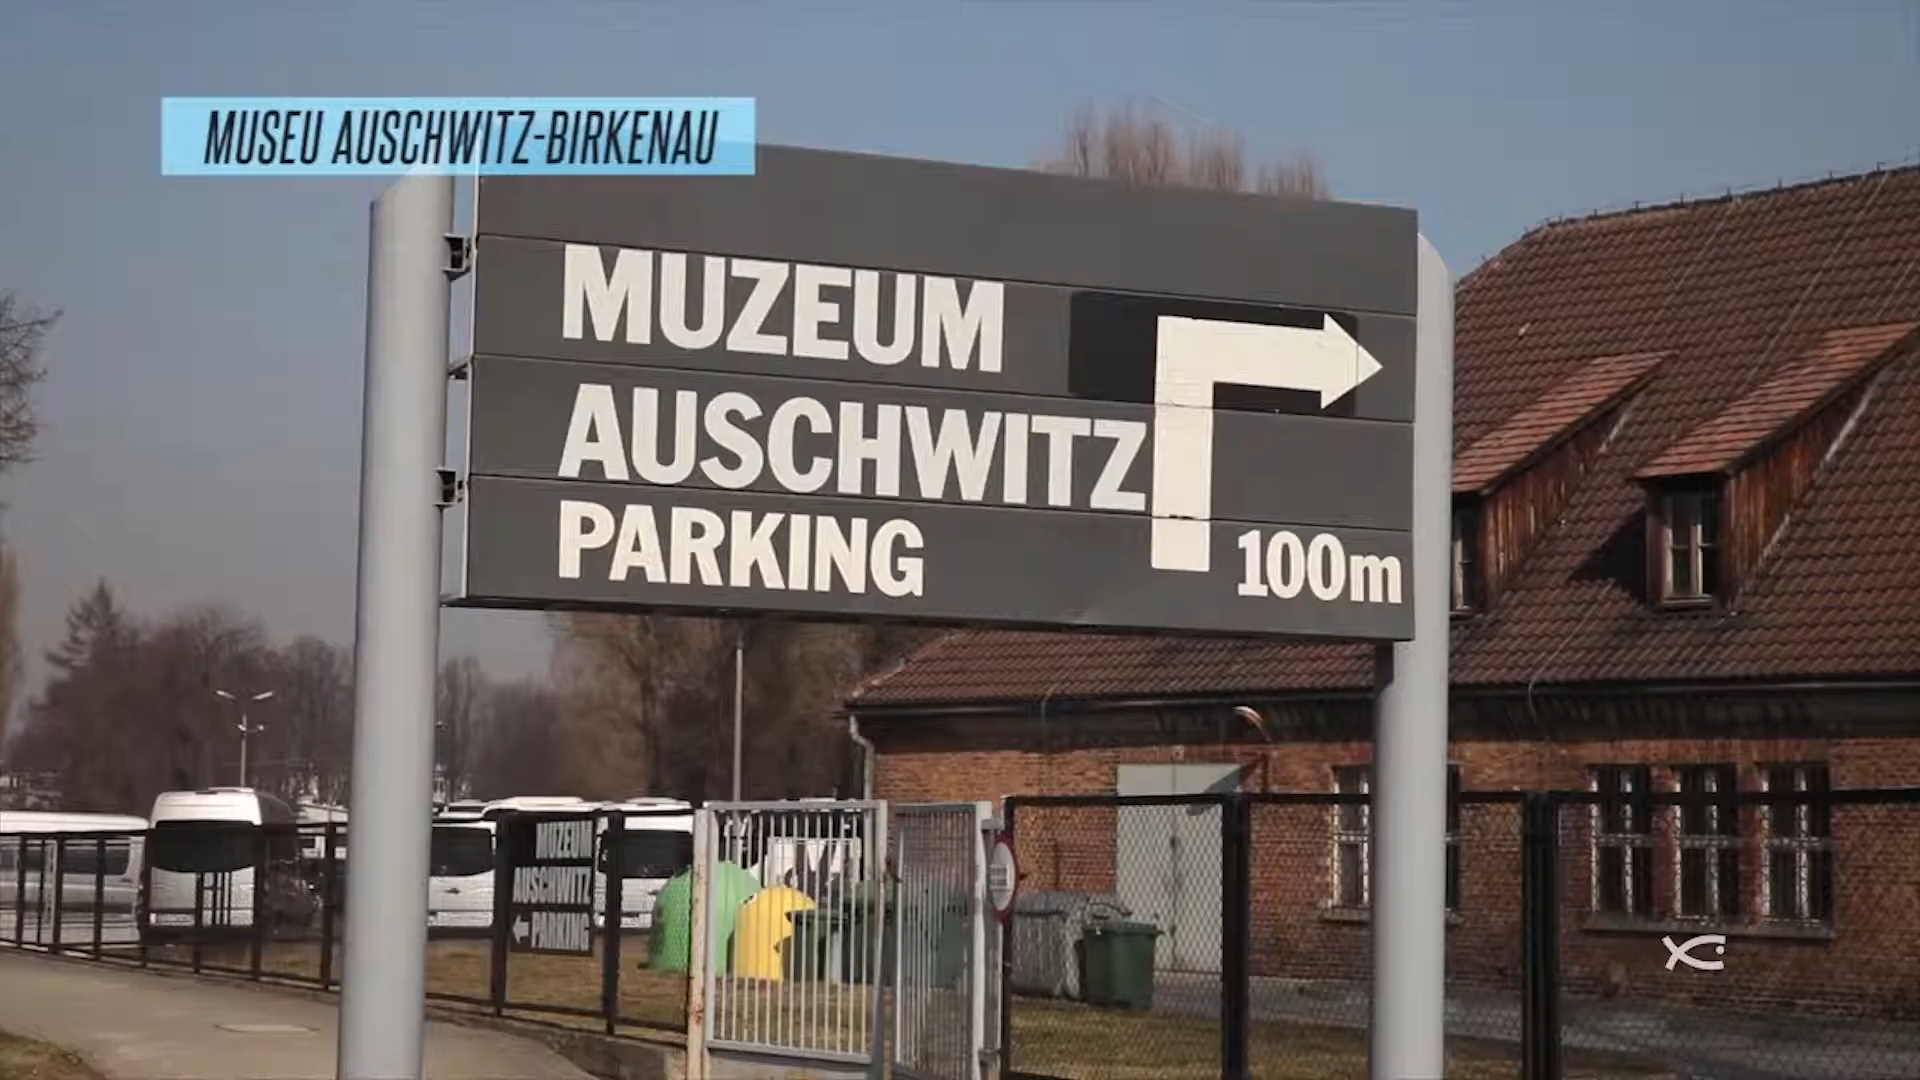 MUSEU AUSCHWITZ-BIRKENAU
MUZEUM
AUSCHWITZ
PARKING
100m
MUZEUM
AUSCHWITZ
PARKING